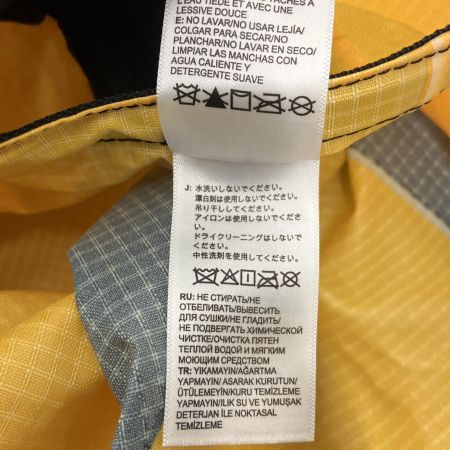 L'EAU TIÈDE ET AVEC UNE
LESSIVE DOUCE
E: NO LAVAR/NO USAR LEJÍA/
COLGAR PARA SECAR/NO
PLANCHAR/NO LAVAR EN SECO/
LIMPIAR LAS MANCHAS CON
AGUA CALIENTE Y
DETERGENTE SUAVE
J: 水洗いしないでください。
漂白剤は使用しないでください。
吊り干ししてください。
アイロンは使用しないでくださ
い。
ドライクリーニングはしないで
ください。
中性洗剤を使用してください。
RU: НЕ СТИРАТЬ/НЕ
ОТБЕЛИВАТЬ/ВЫВЕСИТЬ
ДЛЯ СУШКИ/НЕ ГЛАДИТЬ/
НЕ ПОДВЕРГАТЬ ХИМИЧЕСКОЙ
ЧИСТКЕ/ОЧИСТКА ПЯТЕН
ТЕПЛОЙ ВОДОЙ И МЯГКИМ
МОЮЩИМ СРЕДСТВОМ
TR: YIKAMAYIN/AĞARTMA
YAPMAYIN/ ASARAK KURUTUN/
ÜTÜLEMEYIN/KURU TEMİZLEME
YAPMAYIN/ILIK SU VE YUMUŞAK
DETERJAN İLE NOKTASAL
TEMİZLEME